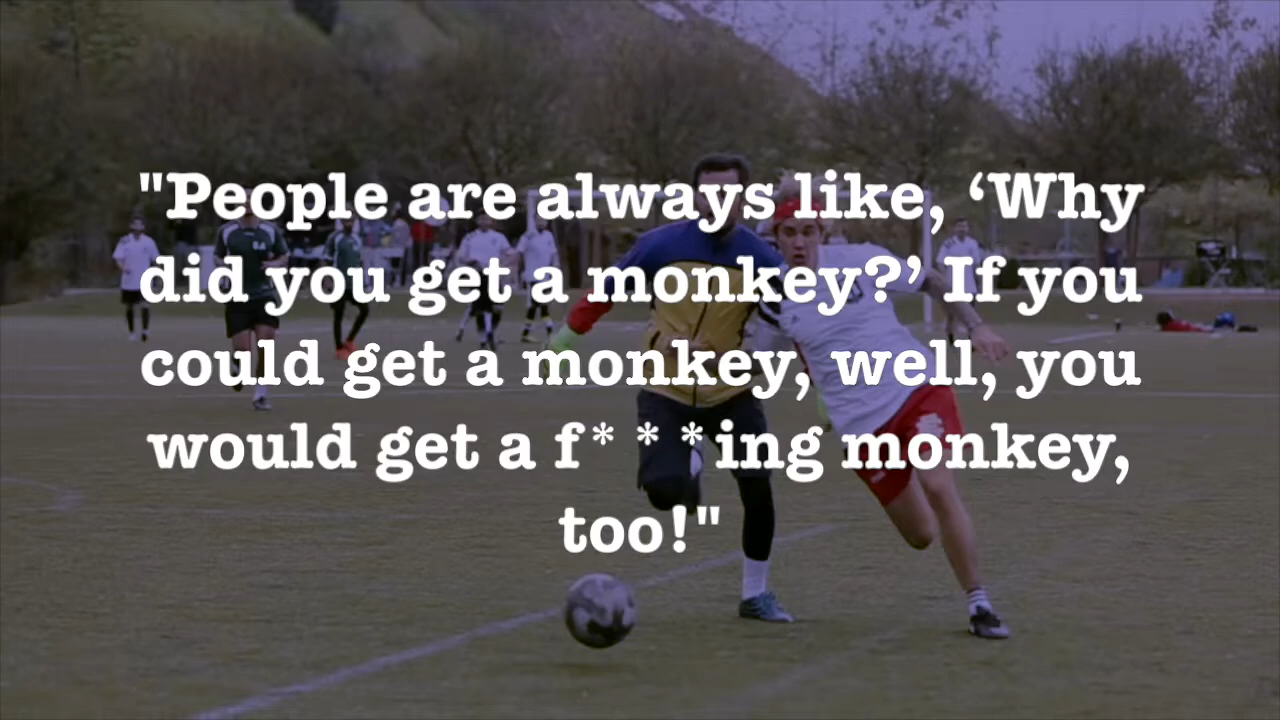 "People are always like, ‘Why
did you get a monkey?’ If you
could get a monkey, well, you
would get a f* * *ing monkey,
too!"